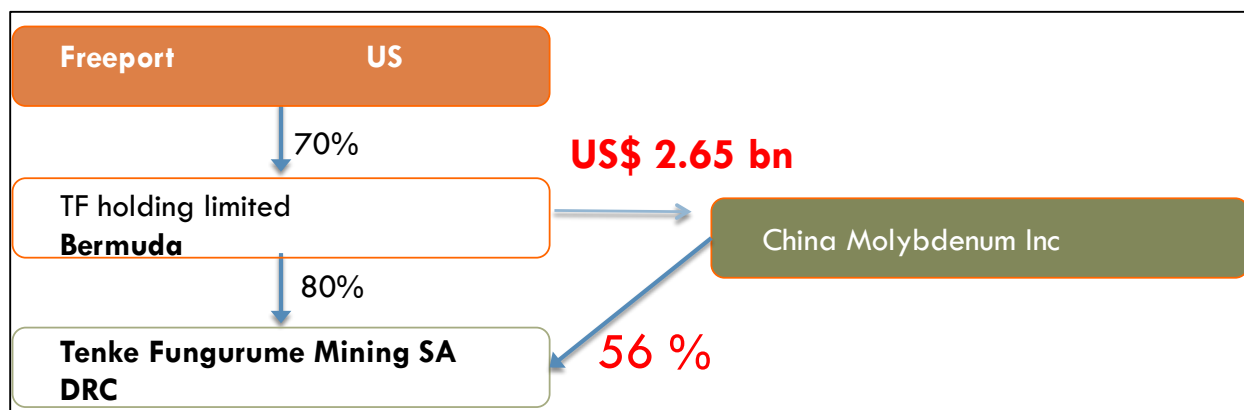 Freeport US
70%
US$ 2.65 bn
TF holding limited
Bermuda
China Molybdenum Inc
80%
Tenke Fungurume Mining SA
DRC
56 %